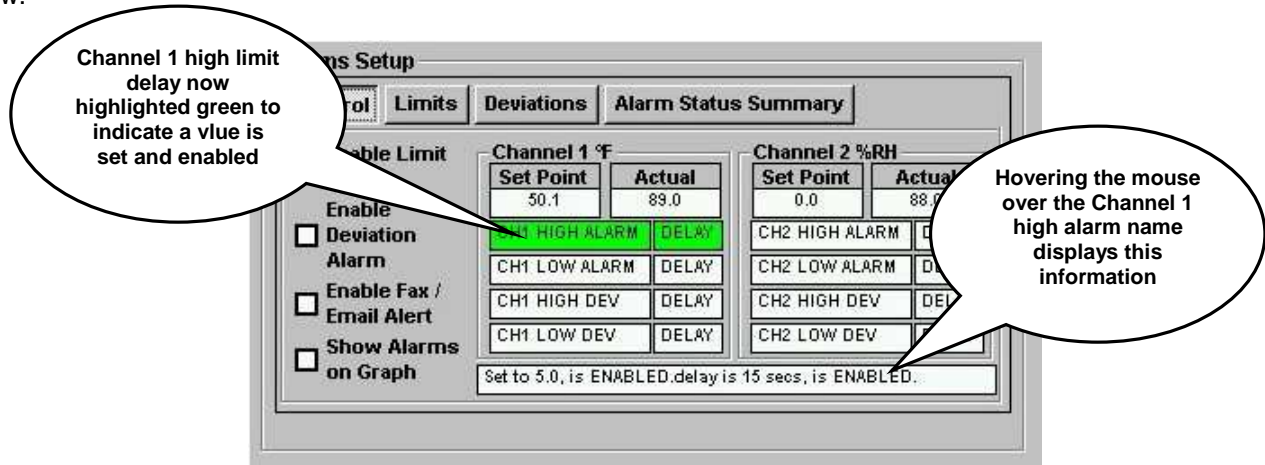 w.
Channel 1 high limit
delay now
highlighted green to
indicate a vlue is
set and enabled
Hovering the mouse
over the Channel 1
high alarm name
displays this
information
Setup
Limits
Deviations
Alarm Status Summary
Limit
Enable
Deviation
Alarm
Enable Fax /
Email Alert
Show Alarms
on Graph
Channel 1 °F
Set Point Actual
50.1 89.0
CH1 HIGH ALARM DELAY
CH1 LOW ALARM DELAY
CH1 HIGH DEV DELAY
CH1 LOW DEV DELAY
Channel 2 %RH
Set Point Actual
0.0
CH2 HIGH ALARM
CH2 LOW ALARM
CH2 HIGH DEV
CH2 LOW DEV
Set to 5.0, is ENABLED.delay is 15 secs, is ENABLED.